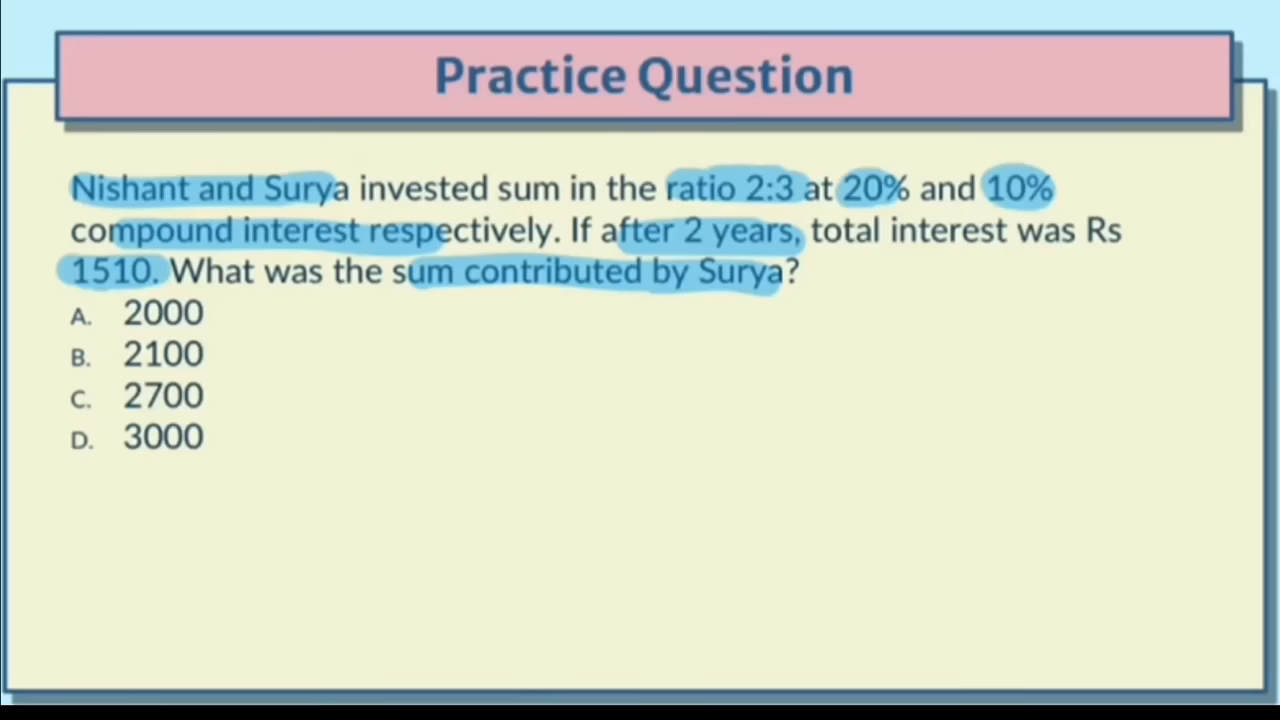 Practice Question
Nishant and Surya invested sum in the ratio 2:3 at 20% and 10%
compound interest respectively. If after 2 years, total interest was Rs
1510. What was the sum contributed by Surya?
A. 2000
B. 2100
C. 2700
D. 3000